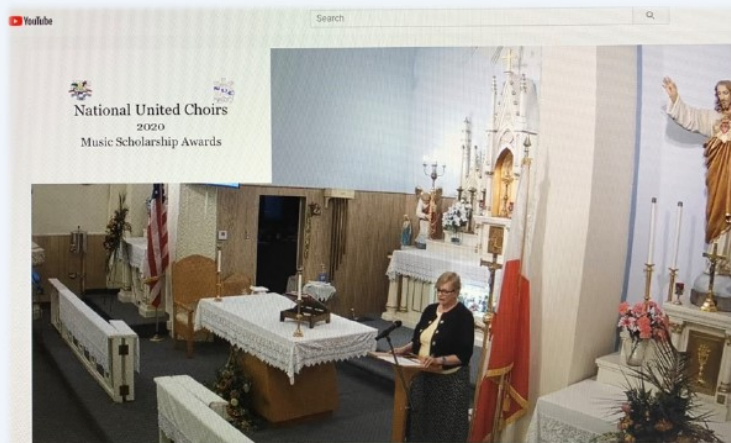 YouTube
Search
National United Choirs
2020
Music Scholarship Awards